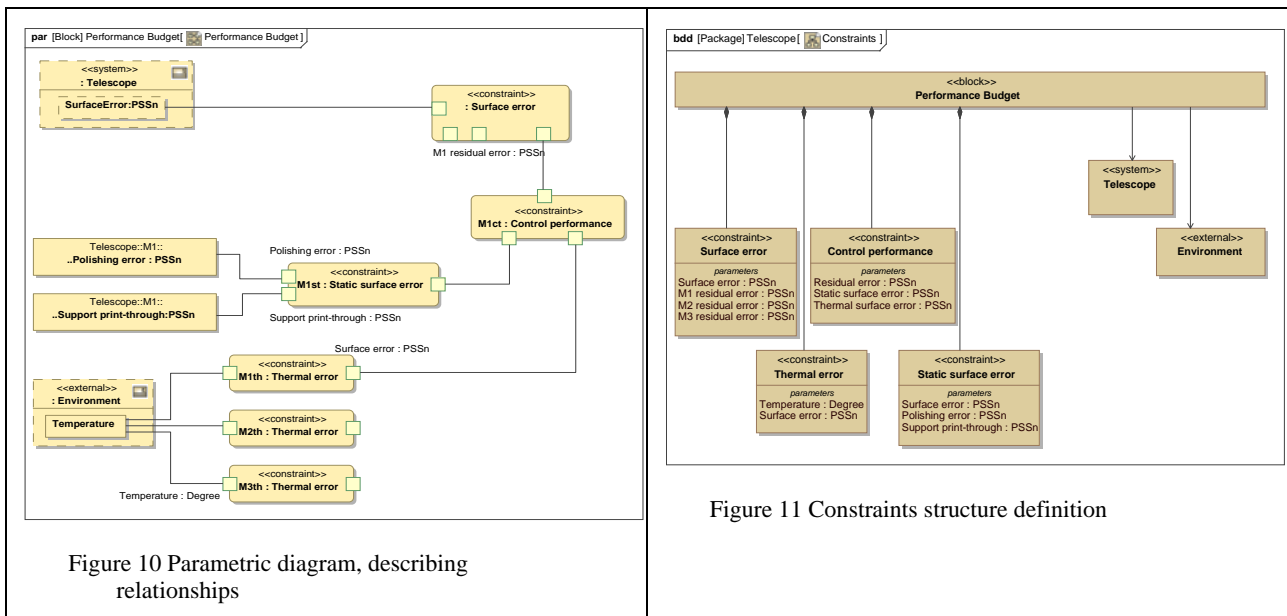 par [Block] Performance Budget[ Performance Budget ]
<<system>>
: Telescope
SurfaceError:PSSn
<<constraint>>
: Surface error
M1 residual error : PSSn
<<constraint>>
M1ct : Control performance
Telescope::M1::
..Polishing error : PSSn
Polishing error : PSSn
<<constraint>>
M1st : Static surface error
Telescope::M1::
..Support print-through:PSSn
Support print-through : PSSn
Surface error : PSSn
<<constraint>>
M1th : Thermal error
<<external>>
: Environment
Temperature
<<constraint>>
M2th : Thermal error
<<constraint>>
M3th : Thermal error
Temperature : Degree
Figure 10 Parametric diagram, describing
relationships
bdd [Package] Telescope[ Constraints ]
<<block>>
Performance Budget
<<system>>
Telescope
<<constraint>>
Surface error
parameters
Surface error : PSSn
M1 residual error : PSSn
M2 residual error : PSSn
M3 residual error : PSSn
<<constraint>>
Control performance
parameters
Residual error : PSSn
Static surface error : PSSn
Thermal surface error : PSSn
<<external>>
Environment
<<constraint>>
Thermal error
parameters
Temperature : Degree
Surface error : PSSn
<<constraint>>
Static surface error
parameters
Surface error : PSSn
Polishing error : PSSn
Support print-through : PSSn
Figure 11 Constraints structure definition